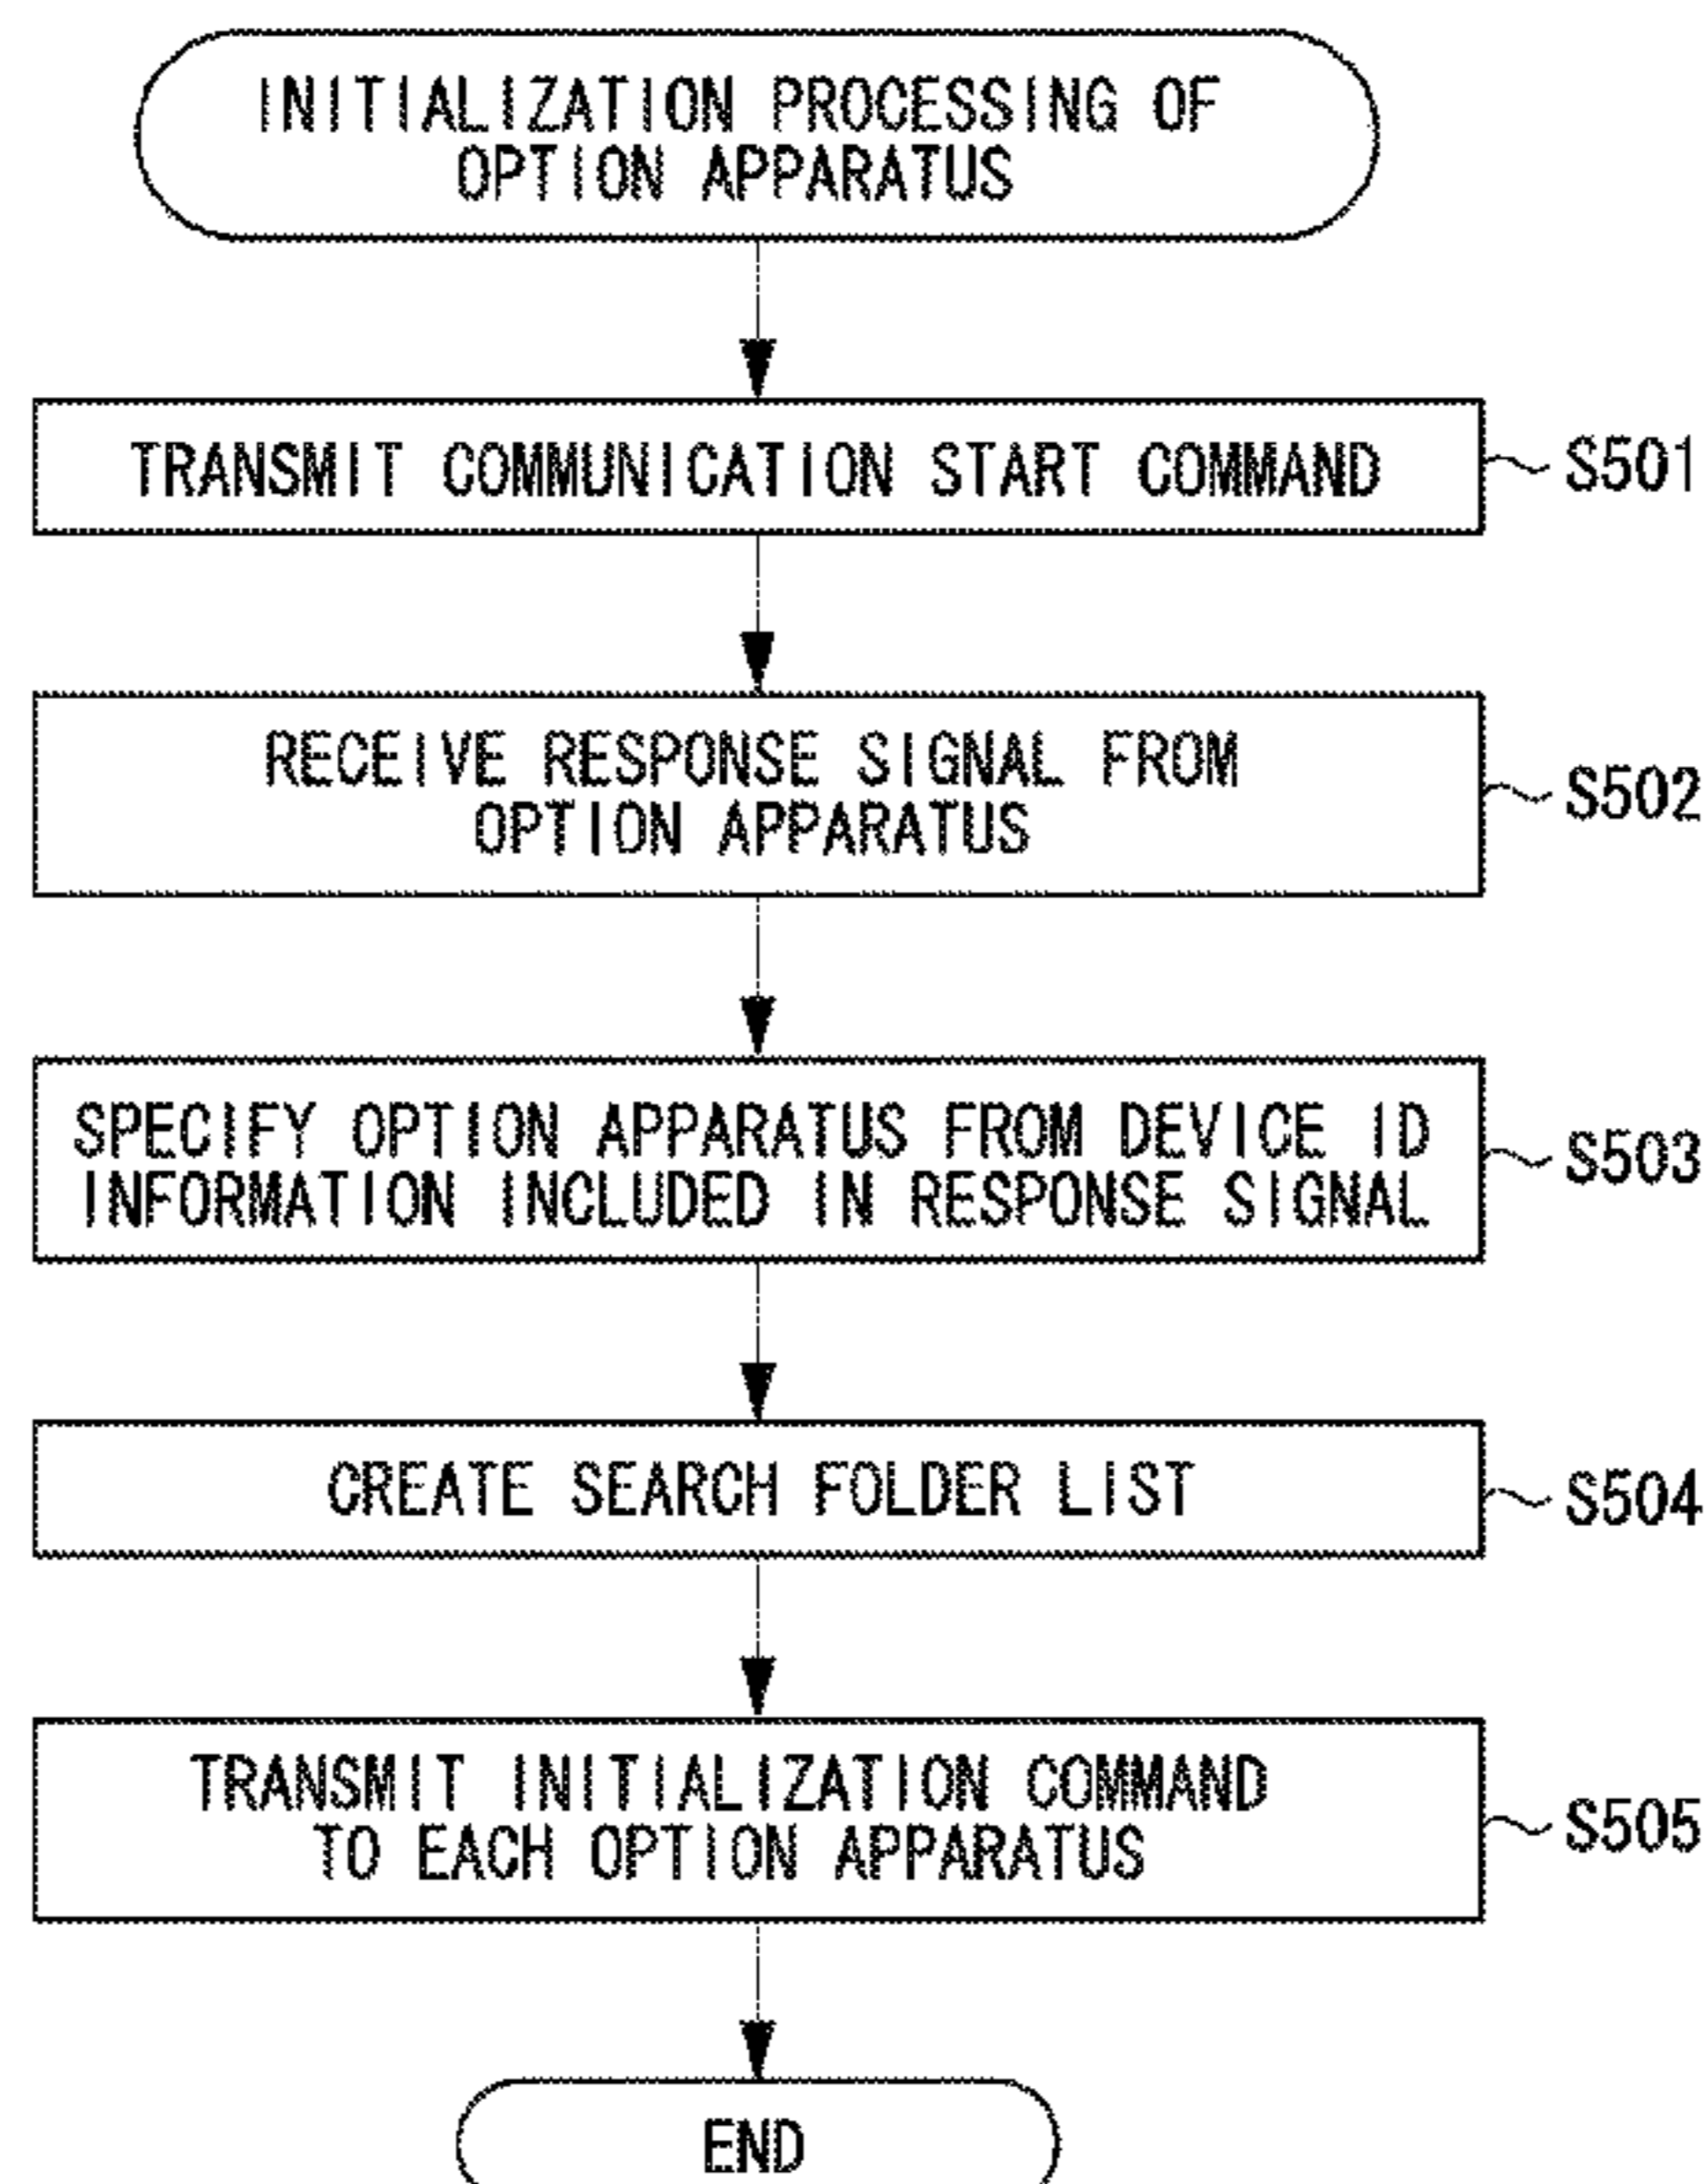 INITIALIZATION PROCESSING OF
OPTION APPARATUS
TRANSMIT COMMUNICATION START COMMAND
S501
RECEIVE RESPONSE SIGNAL FROM
OPTION APPARATUS
S502
SPECIFY OPTION APPARATUS FROM DEVICE ID
INFORMATION INCLUDED IN RESPONSE SIGNAL
S503
CREATE SEARCH FOLDER LIST
S504
TRANSMIT INITIALIZATION COMMAND
TO EACH OPTION APPARATUS
S505
END